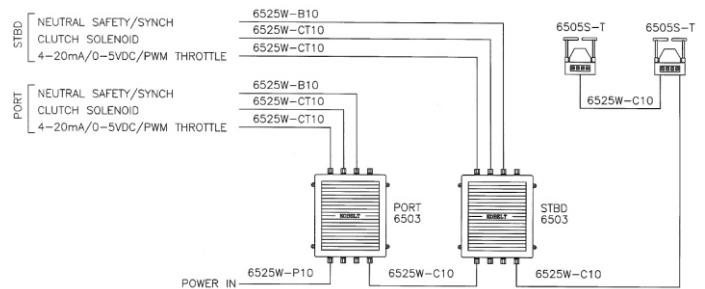 STBD
NEUTRAL SAFETY/SYNCH
CLUTCH SOLENOID
4-20mA/0-5VDC/PWM THROTTLE
6525W-B10
6525W-CT10
6525W-CT10
PORT
NEUTRAL SAFETY/SYNCH
CLUTCH SOLENOID
4-20mA/0-5VDC/PWM THROTTLE
6525W-B10
6525W-CT10
6525W-CT10
6505S-T
6505S-T
6525W-C10
KOBELT
PORT
6503
KOBELT
STBD
6503
POWER IN
6525W-P10
6525W-C10
6525W-C10